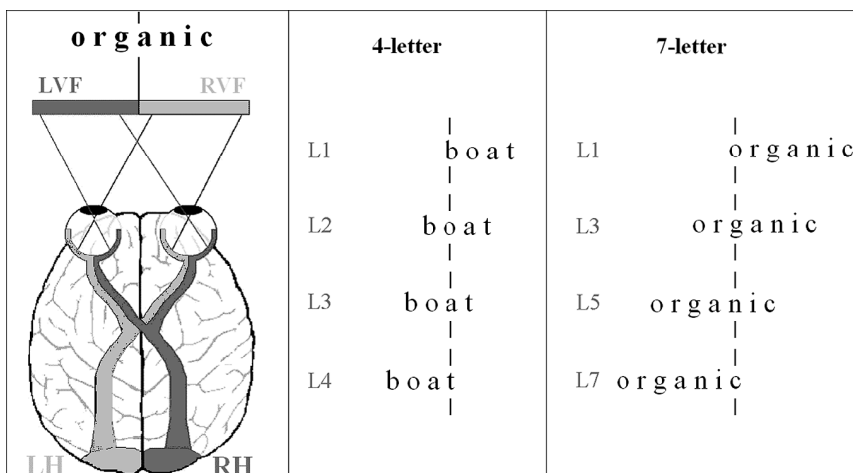 organic
LVF RVF
LH RH
4-letter
L1 boat
L2 boat
L3 boat
L4 boat
7-letter
L1 organic
L3 organic
L5 organic
L7 organic